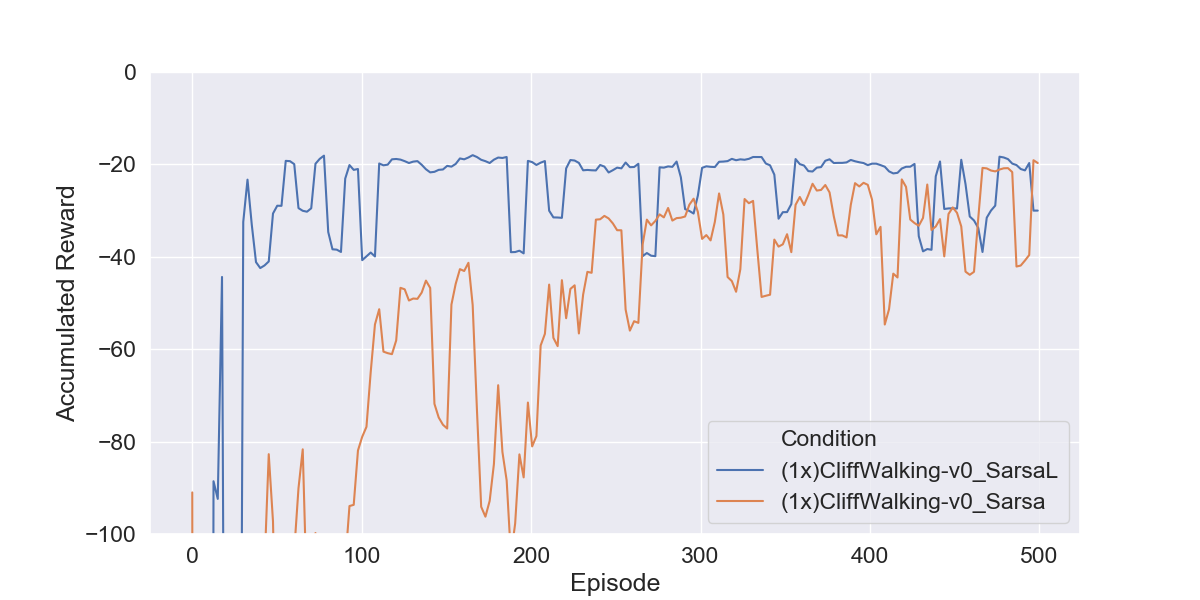 0
−20
−40
−60
−80
−100
Accumulated Reward
0 100 200 300 400 500
Episode
Condition
(1x)CliffWalking-v0_SarsaL
(1x)CliffWalking-v0_Sarsa